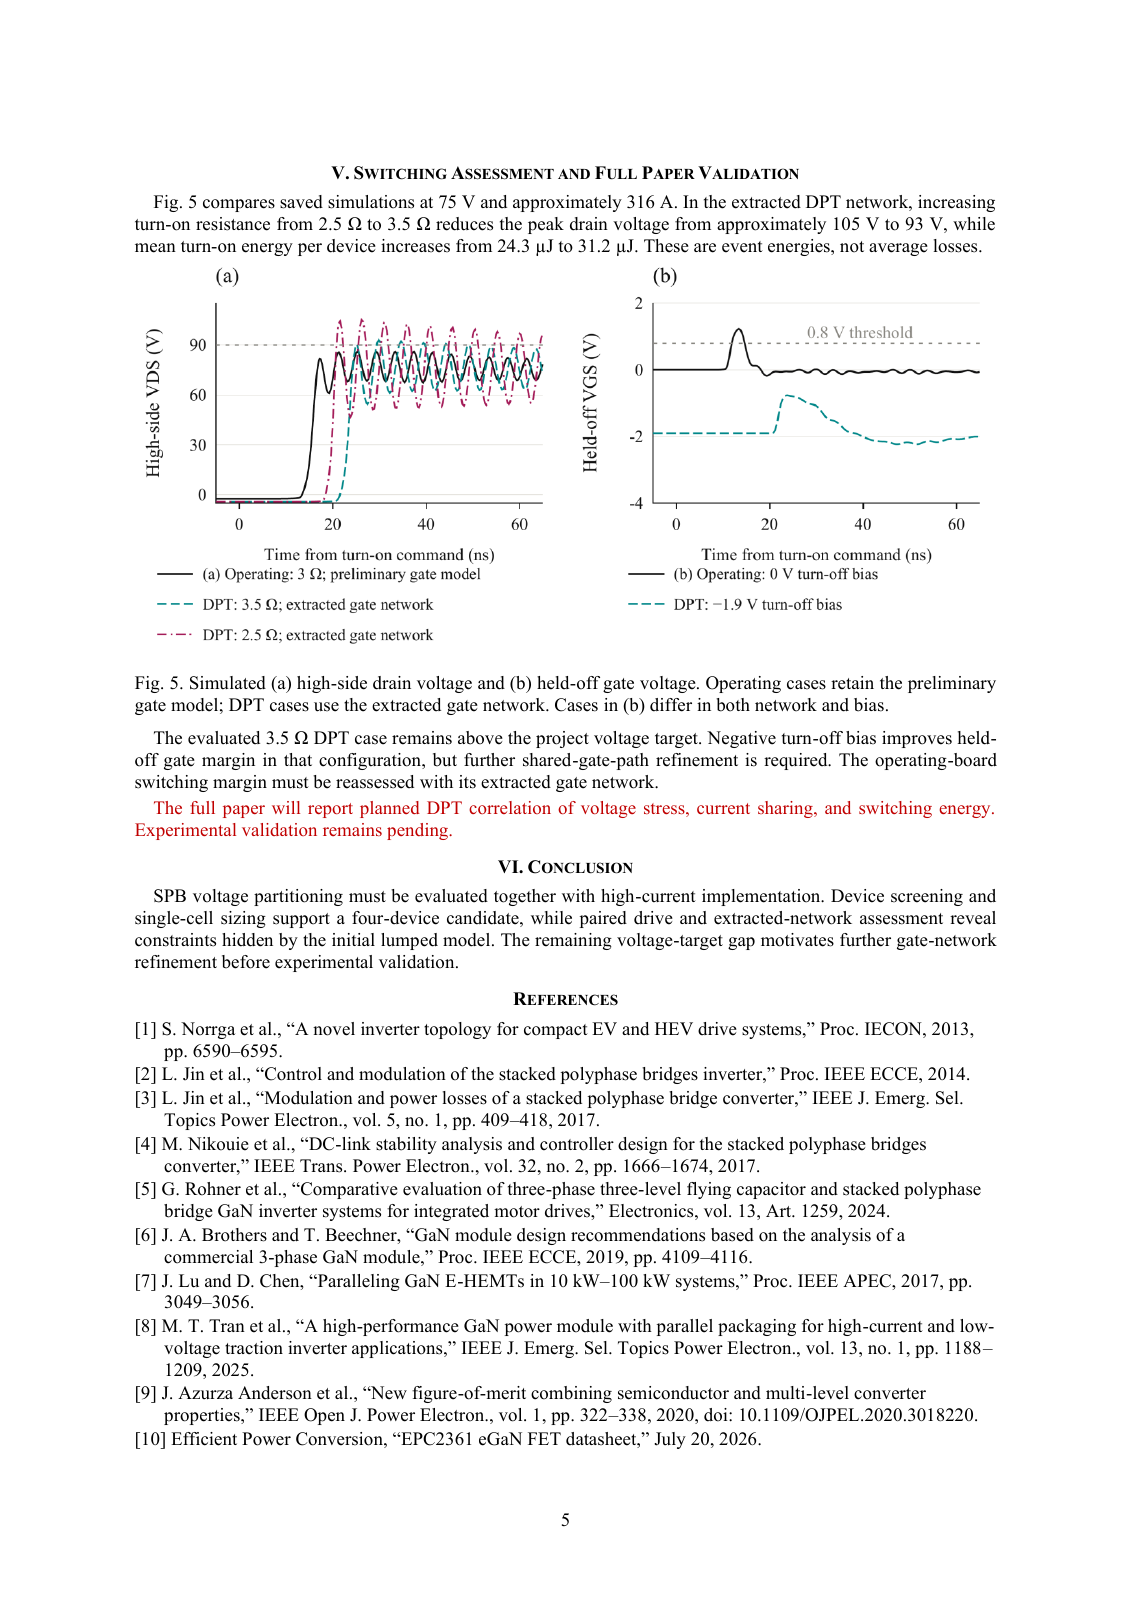 V. SWITCHING ASSESSMENT AND FULL PAPER VALIDATION
Fig. 5 compares saved simulations at 75 V and approximately 316 A. In the extracted DPT network, increasing
turn-on resistance from 2.5 Ω to 3.5 Ω reduces the peak drain voltage from approximately 105 V to 93 V, while
mean turn-on energy per device increases from 24.3 µJ to 31.2 µJ. These are event energies, not average losses.
(a)
High-side VDS (V)
90
60
30
0
0 20 40 60
Time from turn-on command (ns)
(a) Operating: 3 Ω; preliminary gate model
DPT: 3.5 Ω; extracted gate network
DPT: 2.5 Ω; extracted gate network
(b)
Held-off VGS (V)
2
0.8 V threshold
0
-2
-4
0 20 40 60
Time from turn-on command (ns)
(b) Operating: 0 V turn-off bias
DPT: −1.9 V turn-off bias
Fig. 5. Simulated (a) high-side drain voltage and (b) held-off gate voltage. Operating cases retain the preliminary
gate model; DPT cases use the extracted gate network. Cases in (b) differ in both network and bias.
The evaluated 3.5 Ω DPT case remains above the project voltage target. Negative turn-off bias improves held-
off gate margin in that configuration, but further shared-gate-path refinement is required. The operating-board
switching margin must be reassessed with its extracted gate network.
The full paper will report planned DPT correlation of voltage stress, current sharing, and switching energy.
Experimental validation remains pending.
VI. CONCLUSION
SPB voltage partitioning must be evaluated together with high-current implementation. Device screening and
single-cell sizing support a four-device candidate, while paired drive and extracted-network assessment reveal
constraints hidden by the initial lumped model. The remaining voltage-target gap motivates further gate-network
refinement before experimental validation.
REFERENCES
[1] S. Norrga et al., “A novel inverter topology for compact EV and HEV drive systems,” Proc. IECON, 2013,
pp. 6590–6595.
[2] L. Jin et al., “Control and modulation of the stacked polyphase bridges inverter,” Proc. IEEE ECCE, 2014.
[3] L. Jin et al., “Modulation and power losses of a stacked polyphase bridge converter,” IEEE J. Emerg. Sel.
Topics Power Electron., vol. 5, no. 1, pp. 409–418, 2017.
[4] M. Nikouie et al., “DC-link stability analysis and controller design for the stacked polyphase bridges
converter,” IEEE Trans. Power Electron., vol. 32, no. 2, pp. 1666–1674, 2017.
[5] G. Rohner et al., “Comparative evaluation of three-phase three-level flying capacitor and stacked polyphase
bridge GaN inverter systems for integrated motor drives,” Electronics, vol. 13, Art. 1259, 2024.
[6] J. A. Brothers and T. Beechner, “GaN module design recommendations based on the analysis of a
commercial 3-phase GaN module,” Proc. IEEE ECCE, 2019, pp. 4109–4116.
[7] J. Lu and D. Chen, “Paralleling GaN E-HEMTs in 10 kW–100 kW systems,” Proc. IEEE APEC, 2017, pp.
3049–3056.
[8] M. T. Tran et al., “A high-performance GaN power module with parallel packaging for high-current and low-
voltage traction inverter applications,” IEEE J. Emerg. Sel. Topics Power Electron., vol. 13, no. 1, pp. 1188–
1209, 2025.
[9] J. Azurza Anderson et al., “New figure-of-merit combining semiconductor and multi-level converter
properties,” IEEE Open J. Power Electron., vol. 1, pp. 322–338, 2020, doi: 10.1109/OJPEL.2020.3018220.
[10] Efficient Power Conversion, “EPC2361 eGaN FET datasheet,” July 20, 2026.
5